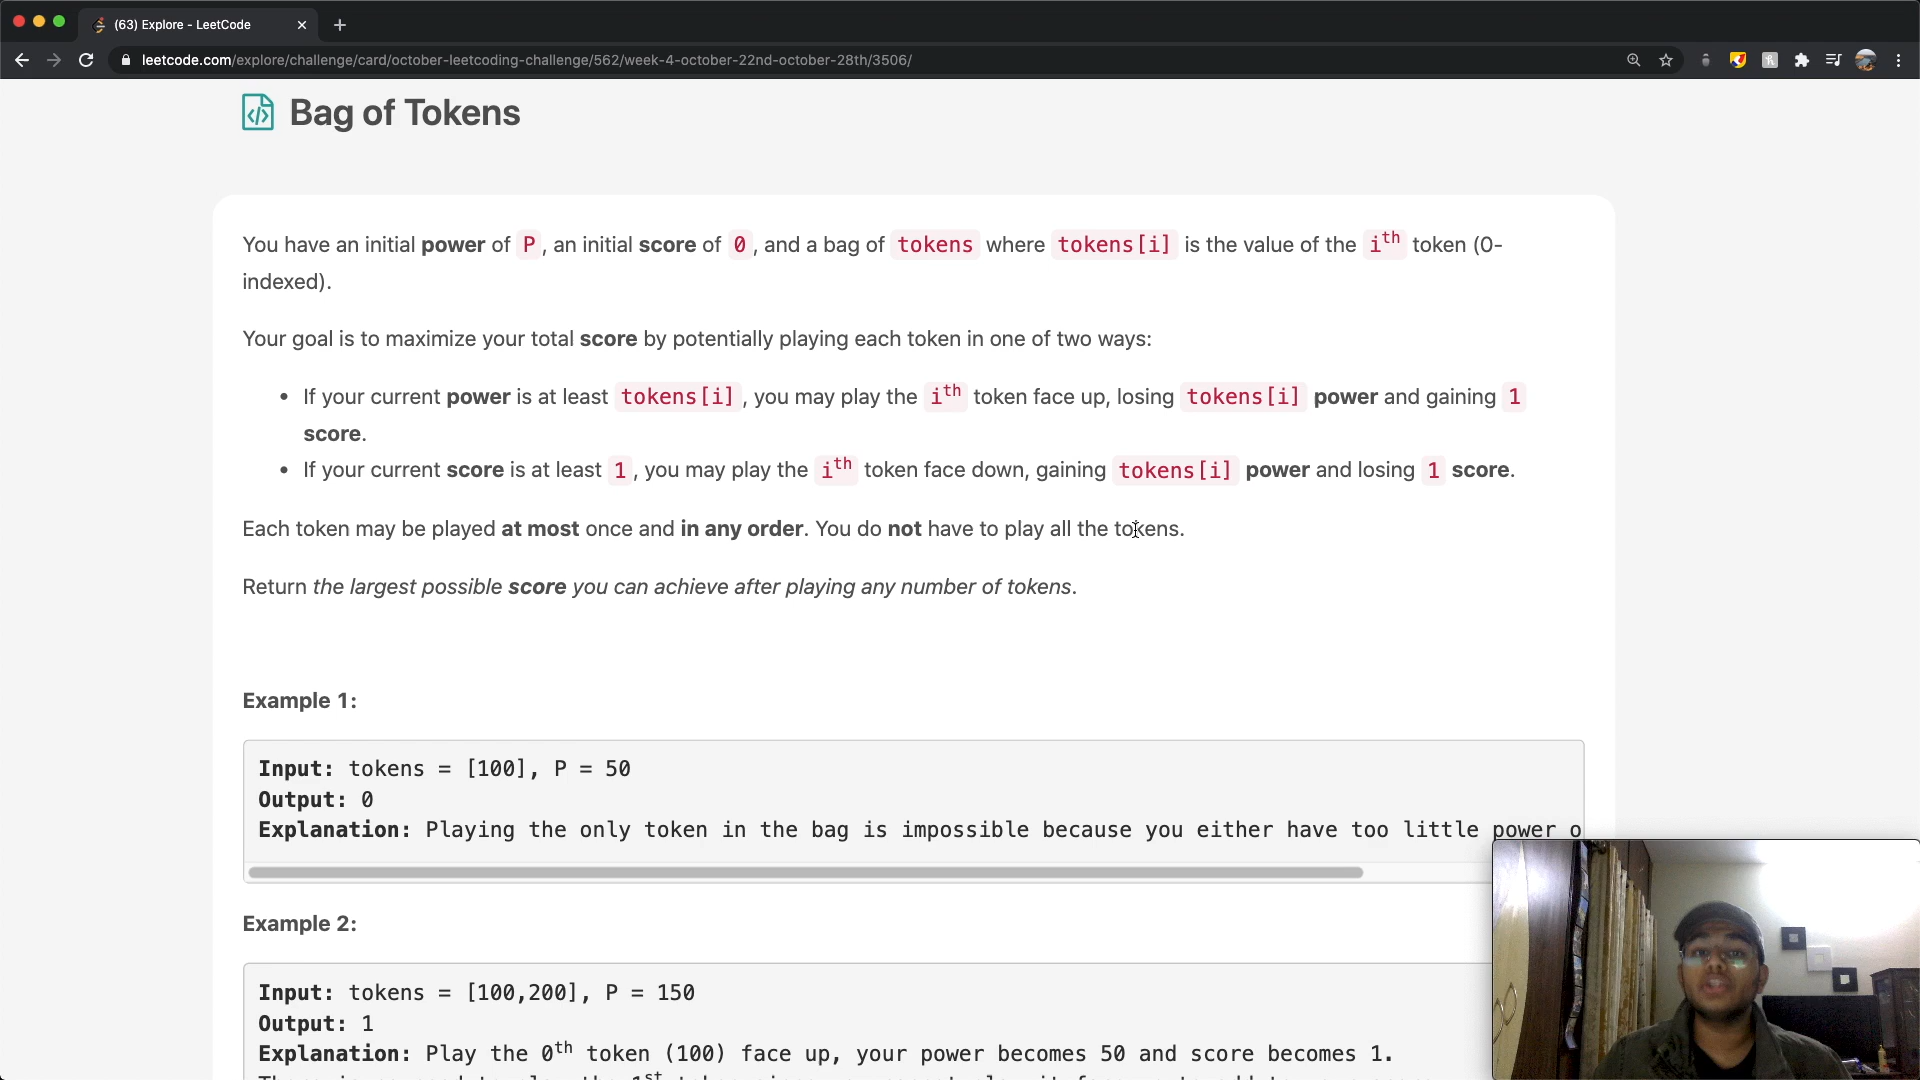 (63) Explore - LeetCode
leetcode.com/explore/challenge/card/october-leetcoding-challenge/562/week-4-october-22nd-october-28th/3506/
Bag of Tokens
You have an initial power of P, an initial score of 0, and a bag of tokens where tokens[i] is the value of the ith token (0-
indexed).
Your goal is to maximize your total score by potentially playing each token in one of two ways:
• If your current power is at least tokens[i], you may play the ith token face up, losing tokens[i] power and gaining 1
score.
• If your current score is at least 1, you may play the ith token face down, gaining tokens[i] power and losing 1 score.
Each token may be played at most once and in any order. You do not have to play all the tokens.
Return the largest possible score you can achieve after playing any number of tokens.
Example 1:
Input: tokens = [100], P = 50
Output: 0
Explanation: Playing the only token in the bag is impossible because you either have too little power o
Example 2:
Input: tokens = [100,200], P = 150
Output: 1
Explanation: Play the 0th token (100) face up, your power becomes 50 and score becomes 1.